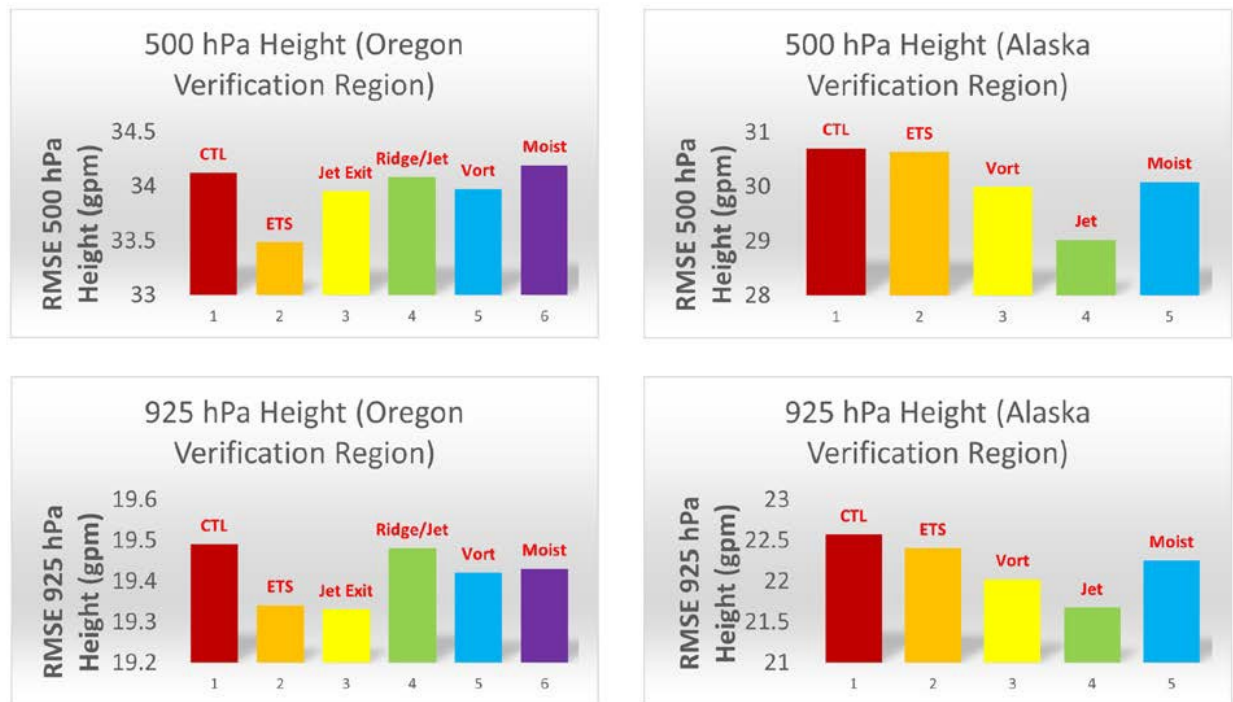 500 hPa Height (Oregon
Verification Region)
RMSE 500 hPa
Height (gpm)
34.5
34
33.5
33
CTL
ETS
Jet Exit
Ridge/Jet
Vort
Moist
1 2 3 4 5 6
500 hPa Height (Alaska
Verification Region)
RMSE 500 hPa
Height (gpm)
31
30
29
28
CTL
ETS
Vort
Jet
Moist
1 2 3 4 5
925 hPa Height (Oregon
Verification Region)
RMSE 925 hPa
Height (gpm)
19.6
19.5
19.4
19.3
19.2
CTL
ETS
Jet Exit
Ridge/Jet
Vort
Moist
1 2 3 4 5 6
925 hPa Height (Alaska
Verification Region)
RMSE 925 hPa
Height (gpm)
23
22.5
22
21.5
21
CTL
ETS
Vort
Jet
Moist
1 2 3 4 5